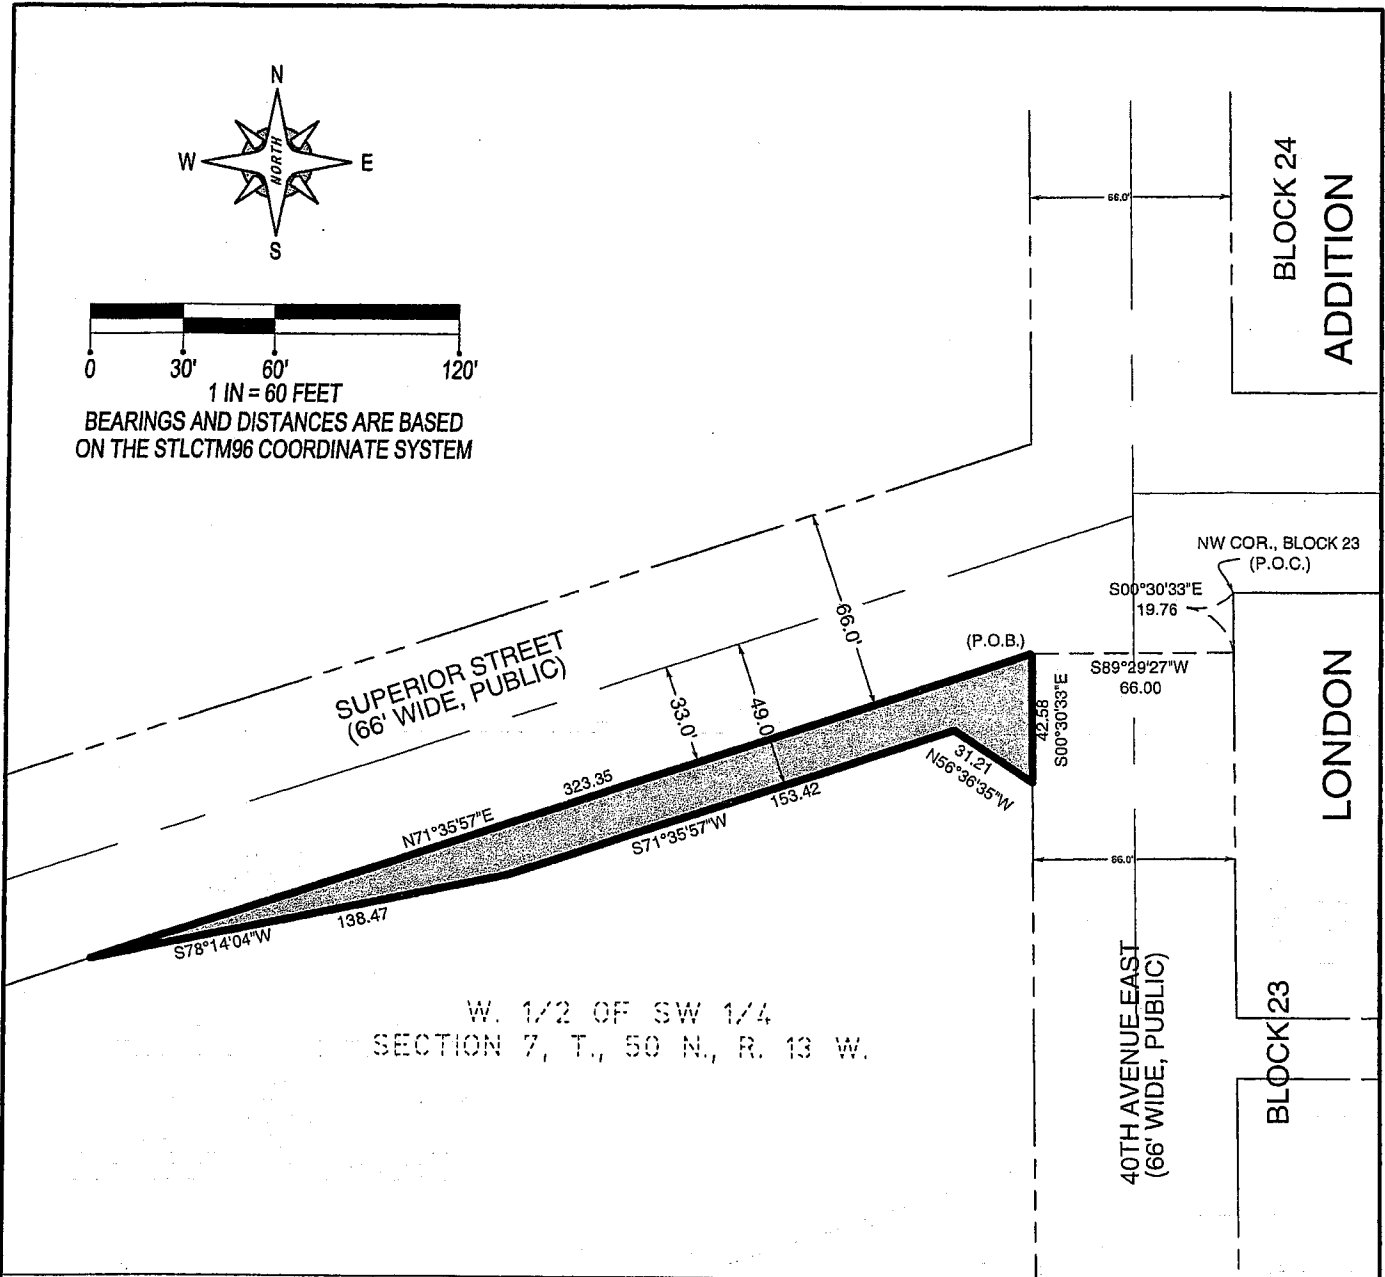 N
W
NORTH
E
S
0
30'
60'
120'
1 IN = 60 FEET
BEARINGS AND DISTANCES ARE BASED
ON THE STLCTM96 COORDINATE SYSTEM
66.0'
BLOCK 24
ADDITION
NW COR., BLOCK 23
(P.O.C.)
S00°30'33"E
19.76
(P.O.B.)
S89°29'27"W
66.00
SUPERIOR STREET
(66' WIDE, PUBLIC)
66.0'
33.0'
49.0'
42.58
S00°30'33"E
31.21
N56°36'35"W
323.35
N71°35'57"E
153.42
S71°35'57"W
138.47
S78°14'04"W
66.0'
LONDON
W. 1/2 OF SW 1/4
SECTION 7, T., 50 N., R. 13 W.
40TH AVENUE EAST
(66' WIDE, PUBLIC)
BLOCK 23